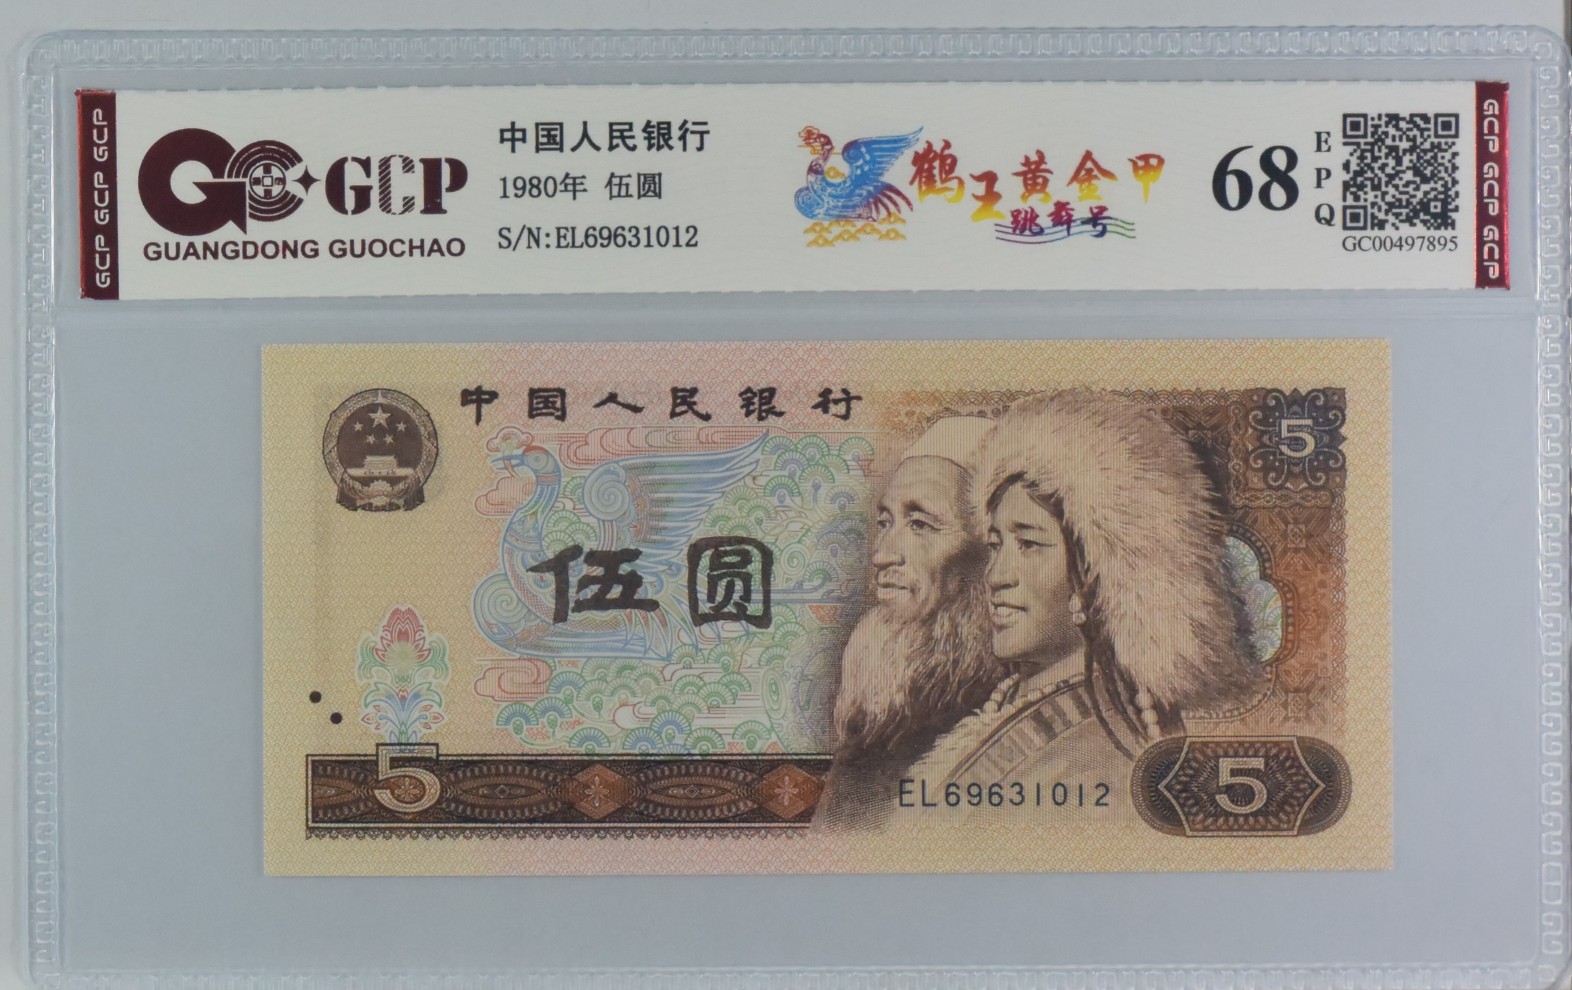 GCP GCP GCP
GCP
GUANGDONG GUOCHAO
中国人民银行
1980年 伍圆
S/N:EL69631012
鹤王黄金甲
跳舞号
68
EPQ
GC00497895
GCP GCP GCP
中国人民银行
5
伍圆
5
EL69631012
5